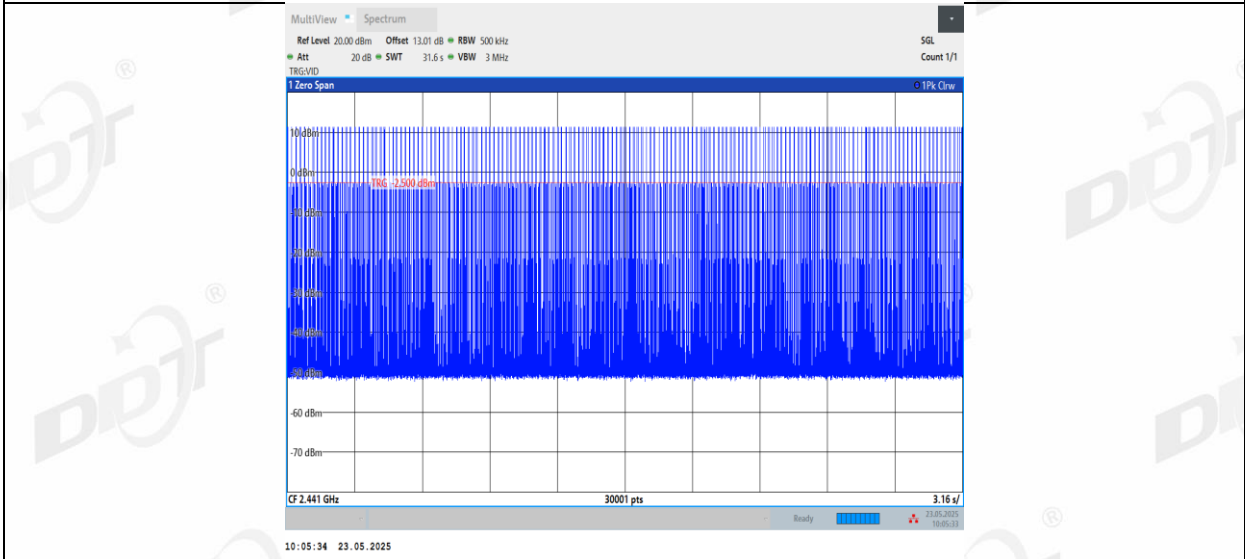 MultiView Spectrum
Ref Level 20.00 dBm Offset 13.01 dB RBW 500 kHz SGL
Att 20 dB SWT 31.6 s VBW 3 MHz Count 1/1
TRG:VID
1 Zero Span 1Pk Clrw
10 dBm
0 dBm
TRG -2.500 dBm
-10 dBm
-20 dBm
-30 dBm
-40 dBm
-50 dBm
-60 dBm
-70 dBm
CF 2.441 GHz 30001 pts 3.16 s/
Ready 23.05.2025
10:05:33
10:05:34 23.05.2025
DDT
®
DDT
®
DDT
®